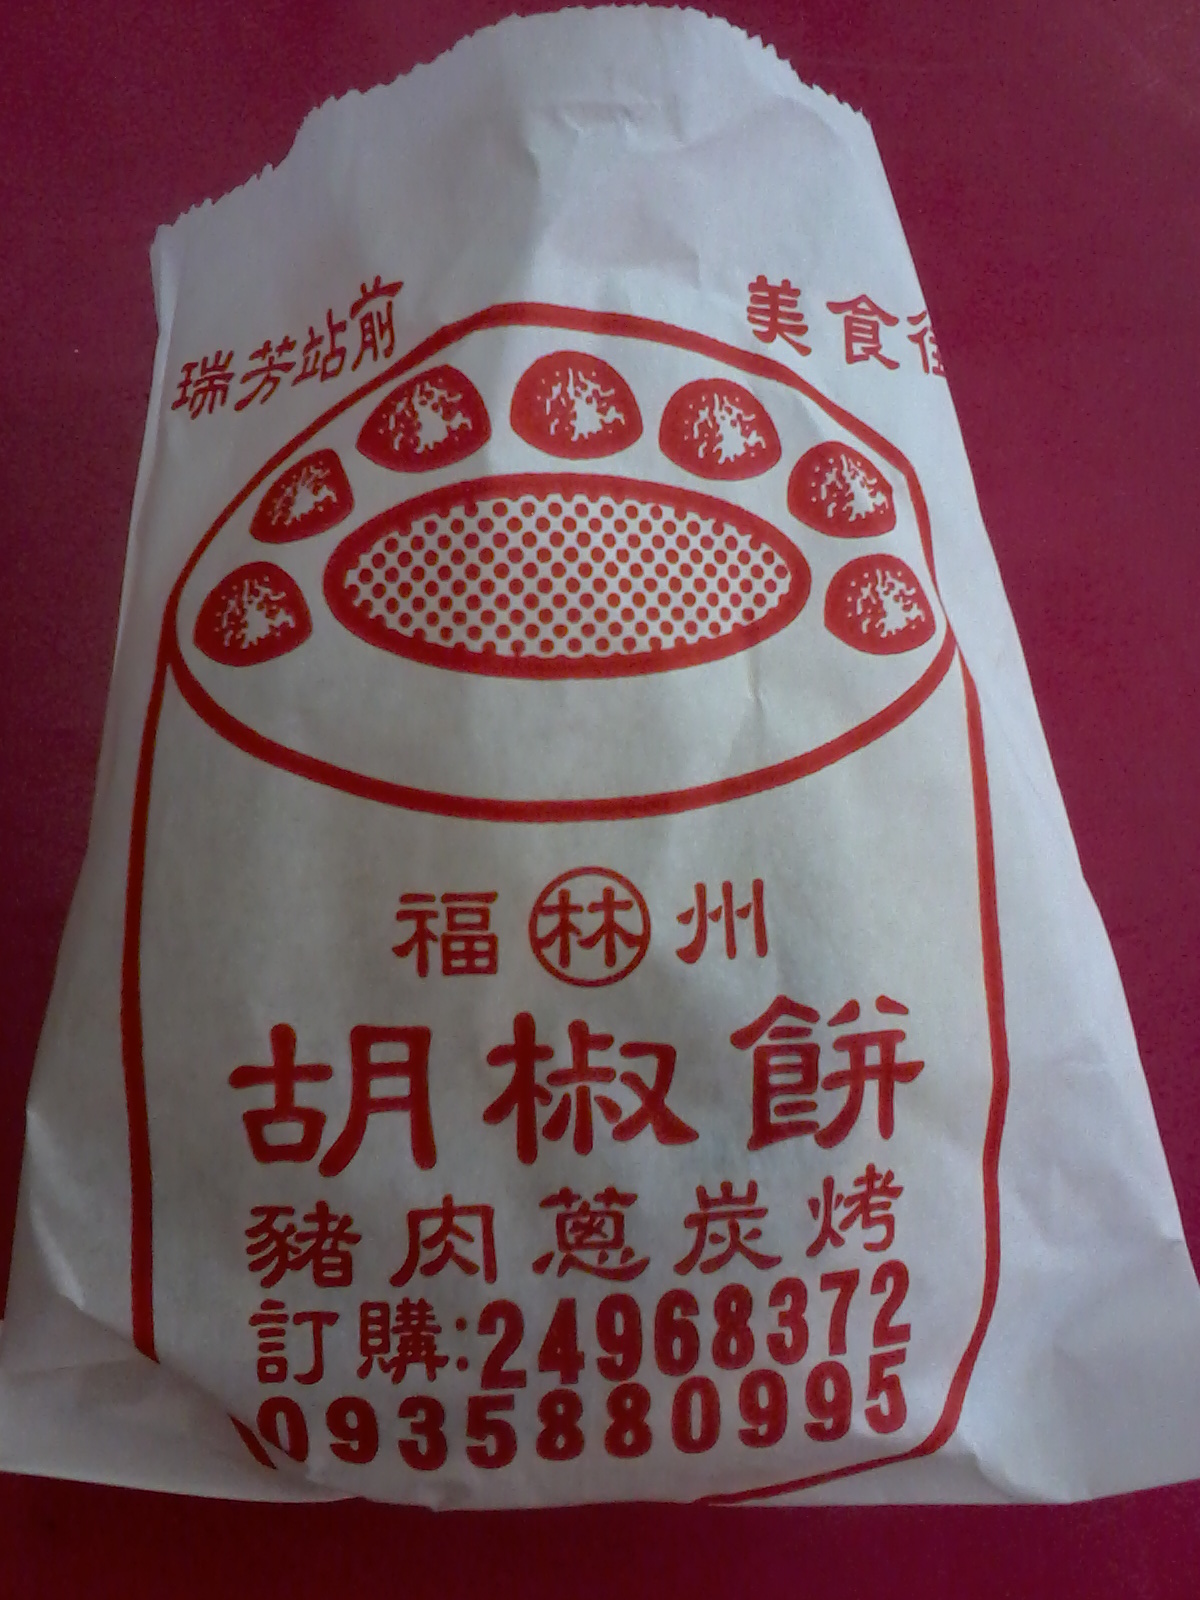 瑞芳站前 美食街
福林州
胡椒餅
豬肉蔥炭烤
訂購:24968372
0935880995